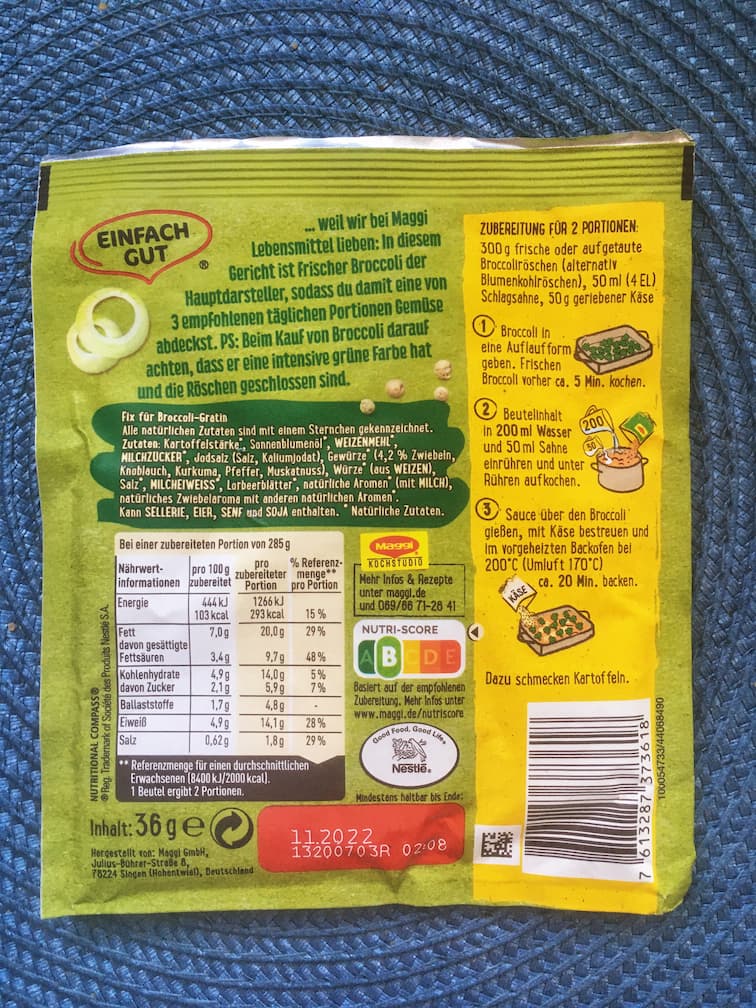 EINFACH
GUT
®
... weil wir bei Maggi
Lebensmittel lieben: In diesem
Gericht ist frischer Broccoli der
Hauptdarsteller, sodass du damit eine von
3 empfohlenen täglichen Portionen Gemüse
abdeckst. PS: Beim Kauf von Broccoli darauf
achten, dass er eine intensive grüne Farbe hat
und die Röschen geschlossen sind.
Fix für Broccoli-Gratin
Alle natürlichen Zutaten sind mit einem Sternchen gekennzeichnet.
Zutaten: Kartoffelstärke*, Sonnenblumenöl*, WEIZENMEHL*,
MILCHZUCKER*, Jodsalz (Salz, Kaliumjodat), Gewürze* (4,2 % Zwiebeln,
Knoblauch, Kurkuma, Pfeffer, Muskatnuss), Würze* (aus WEIZEN),
Salz*, MILCHEIWEISS*, Lorbeerblätter*, natürliche Aromen* (mit MILCH),
natürliches Zwiebelaroma mit anderen natürlichen Aromen*.
Kann SELLERIE, EIER, SENF und SOJA enthalten. * Natürliche Zutaten.
Bei einer zubereiteten Portion von 285 g
Nährwert-
informationen
pro 100 g
zubereitet
pro
zubereiteter
Portion
% Referenz-
menge**
pro Portion
Energie 444 kJ 1266 kJ
103 kcal 293 kcal 15 %
Fett 7,0 g 20,0 g 29 %
davon gesättigte
Fettsäuren 3,4 g 9,7 g 48 %
Kohlenhydrate 4,9 g 14,0 g 5 %
davon Zucker 2,1 g 5,9 g 7 %
Ballaststoffe 1,7 g 4,8 g -
Eiweiß 4,9 g 14,1 g 28 %
Salz 0,62 g 1,8 g 29 %
** Referenzmenge für einen durchschnittlichen
Erwachsenen (8400 kJ/2000 kcal).
1 Beutel ergibt 2 Portionen.
NUTRITIONAL COMPASS®
®Reg. Trademark of Société des Produits Nestlé S.A.
Maggi
KOCHSTUDIO
Mehr Infos & Rezepte
unter maggi.de
und 069/66 71-28 41
NUTRI-SCORE
A B C D E
Basiert auf der empfohlenen
Zubereitung. Mehr Infos unter
www.maggi.de/nutriscore
Good Food, Good Life
Nestlé®
Mindestens haltbar bis Ende:
11.2022
13200703R 02:08
Inhalt: 36 g e
Hergestellt von: Maggi GmbH,
Julius-Bührer-Straße 8,
78224 Singen (Hohentwiel), Deutschland
ZUBEREITUNG FÜR 2 PORTIONEN:
300 g frische oder aufgetaute
Broccoliröschen (alternativ
Blumenkohlröschen), 50 ml (4 EL)
Schlagsahne, 50 g geriebener Käse
1 Broccoli in
eine Auflaufform
geben. Frischen
Broccoli vorher ca. 5 Min. kochen.
2 Beutelinhalt
in 200 ml Wasser
und 50 ml Sahne
einrühren und unter
Rühren aufkochen.
200
50
3 Sauce über den Broccoli
gießen, mit Käse bestreuen und
im vorgeheizten Backofen bei
200°C (Umluft 170°C)
ca. 20 Min. backen.
KÄSE
Dazu schmecken Kartoffeln.
7 613287 373618
100054733/44068490